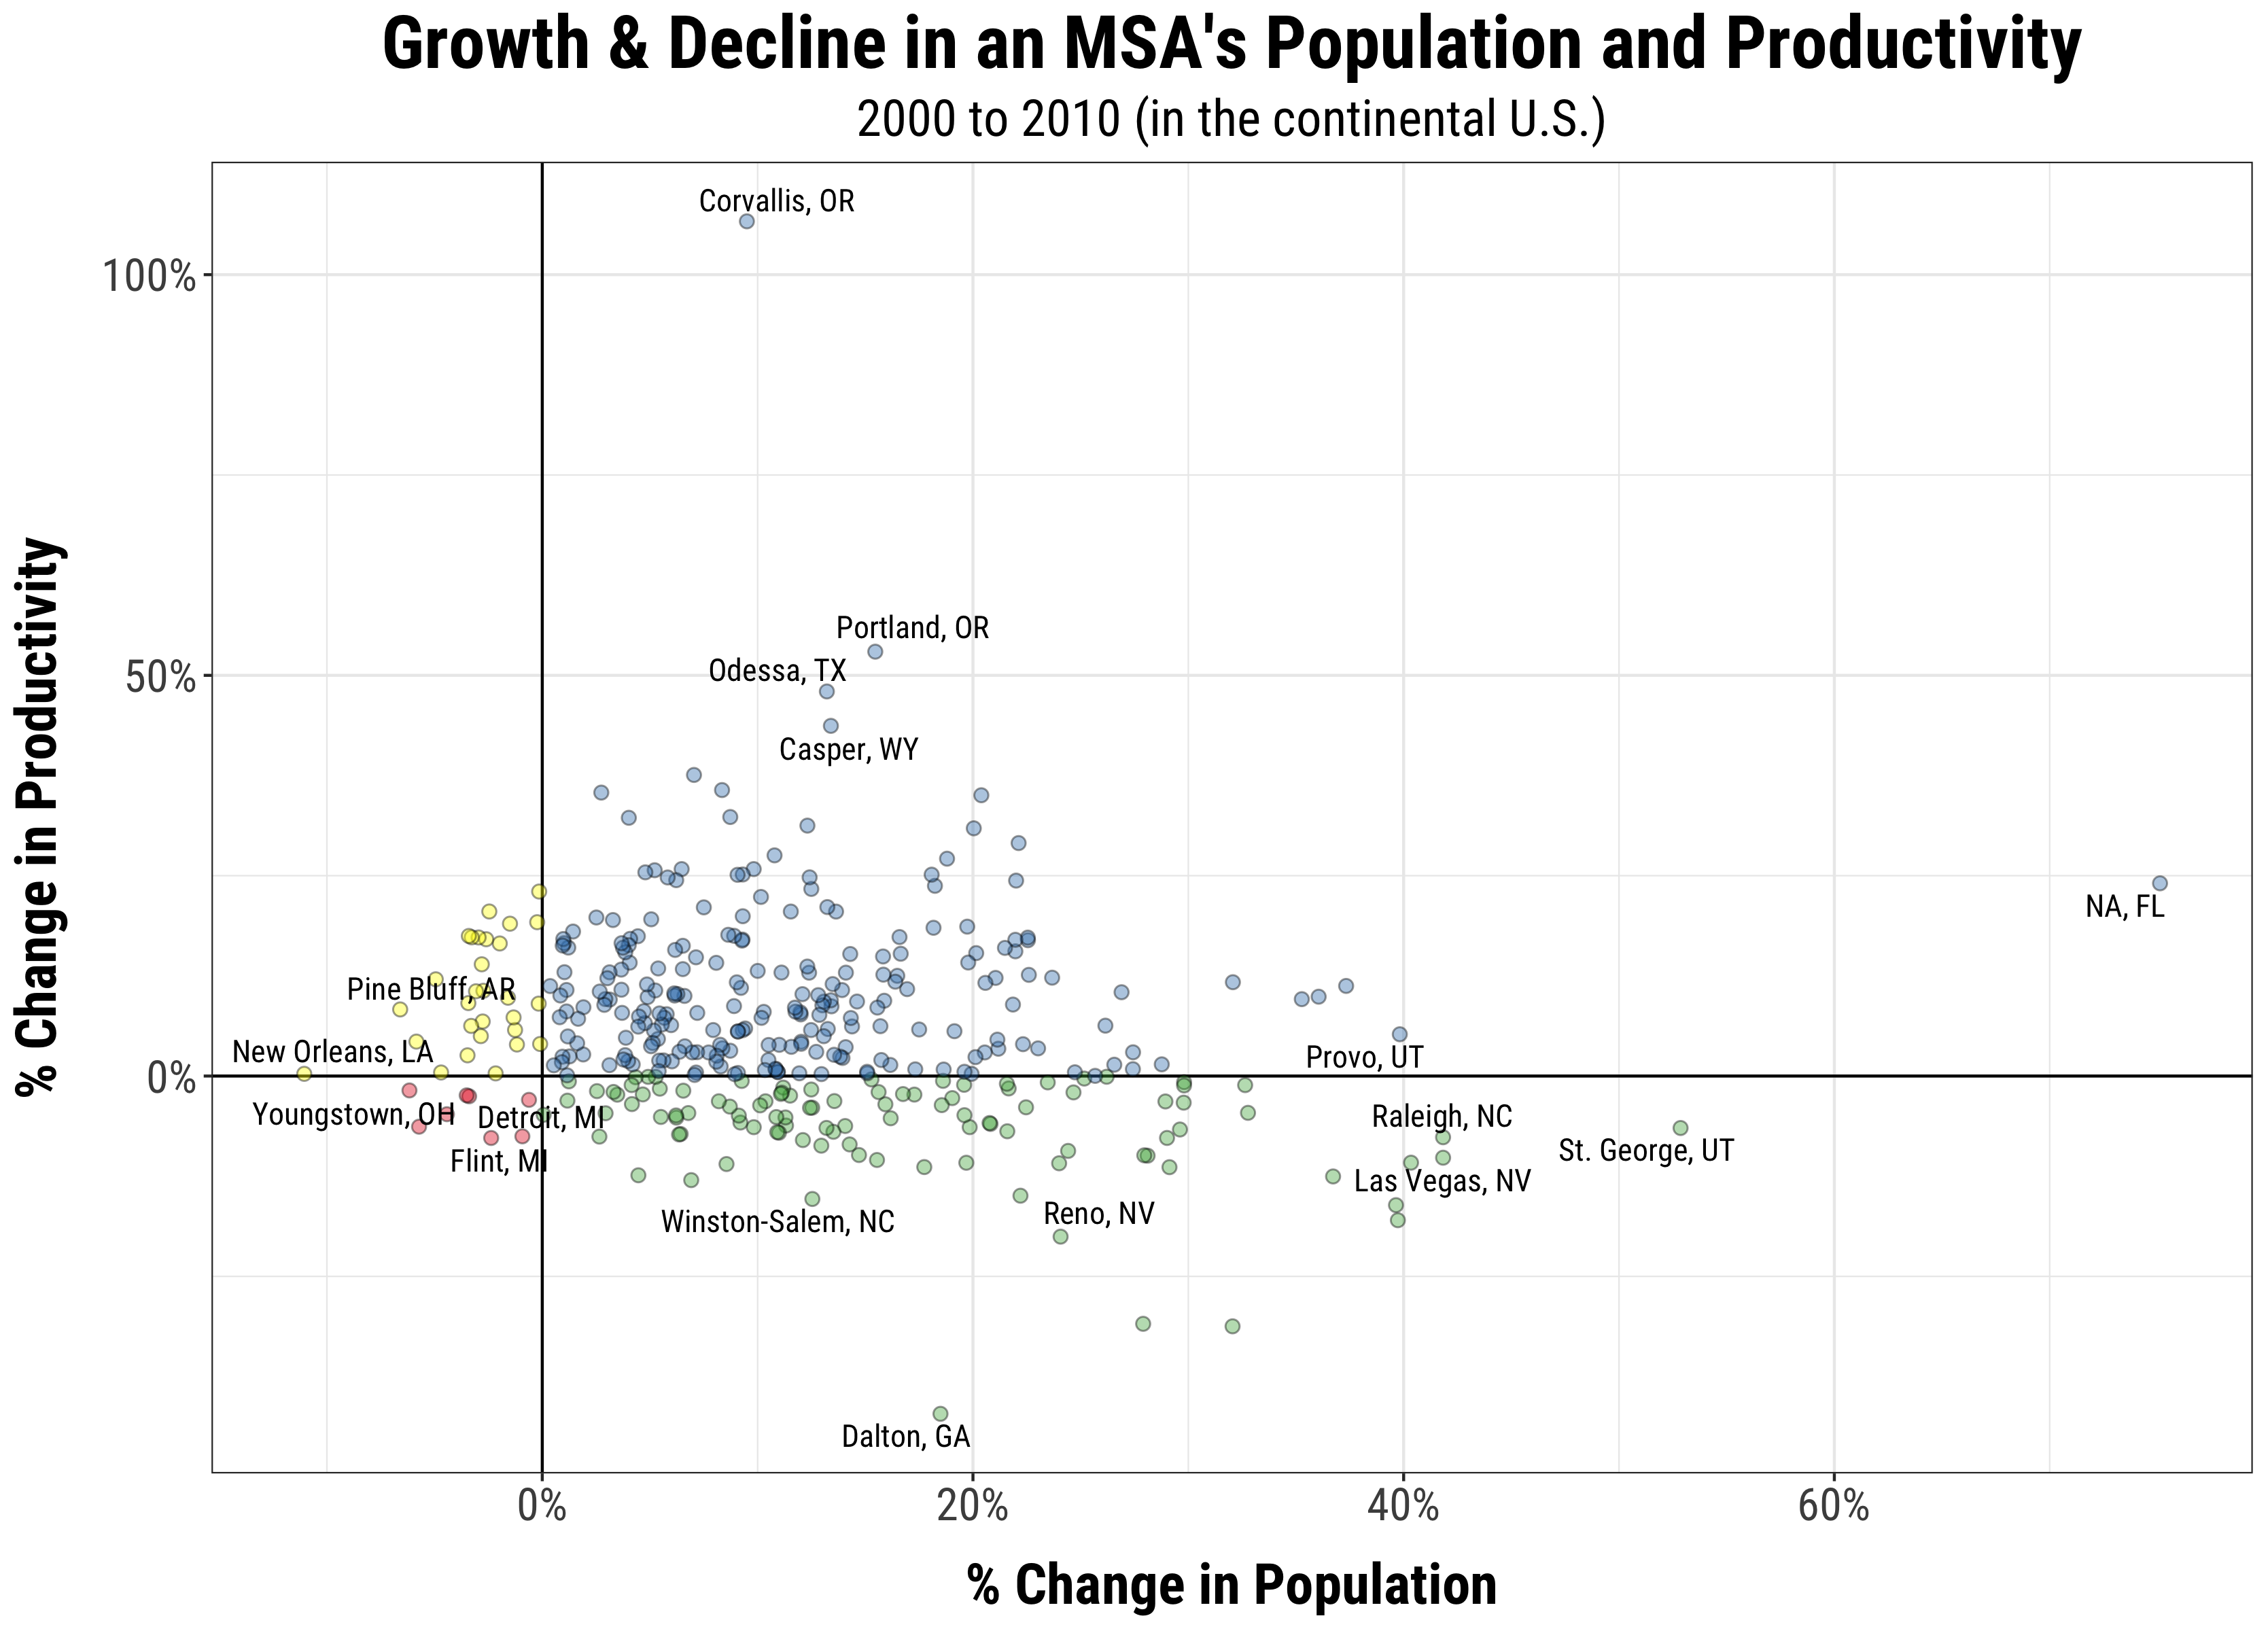 Growth & Decline in an MSA's Population and Productivity
2000 to 2010 (in the continental U.S.)
% Change in Productivity
100%
50%
0%
Corvallis, OR
Portland, OR
Odessa, TX
Casper, WY
NA, FL
Pine Bluff, AR
New Orleans, LA
Provo, UT
Youngstown, OH
Detroit, MI
Raleigh, NC
St. George, UT
Flint, MI
Las Vegas, NV
Winston-Salem, NC
Reno, NV
Dalton, GA
0%
20%
40%
60%
% Change in Population